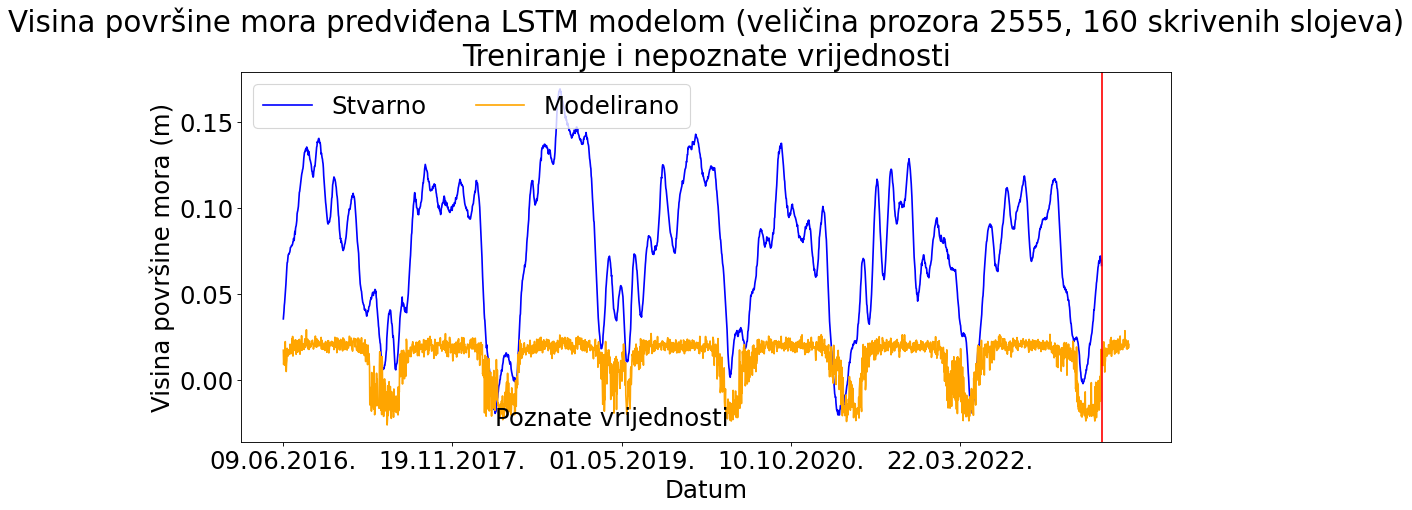 Visina površine mora predviđena LSTM modelom (veličina prozora 2555, 160 skrivenih slojeva)
Treniranje i nepoznate vrijednosti
Stvarno Modelirano
Visina površine mora (m)
0.15
0.10
0.05
0.00
Poznate vrijednosti
09.06.2016. 19.11.2017. 01.05.2019. 10.10.2020. 22.03.2022.
Datum